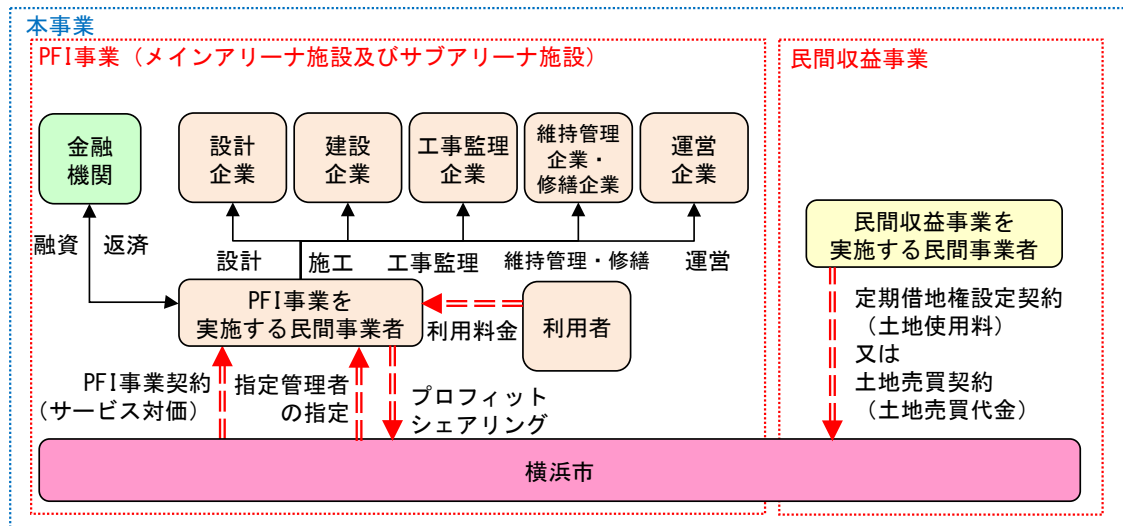 本事業
PFI事業（メインアリーナ施設及びサブアリーナ施設）
民間収益事業
金融
機関
設計
企業
建設
企業
工事監理
企業
維持管理
企業・
修繕企業
運営
企業
融資
返済
設計
施工
工事監理
維持管理・修繕
運営
民間収益事業を
実施する民間事業者
PFI事業を
実施する民間事業者
利用料金
利用者
定期借地権設定契約
（土地使用料）
又は
土地売買契約
（土地売買代金）
PFI事業契約
（サービス対価）
指定管理者
の指定
プロフィット
シェアリング
横浜市